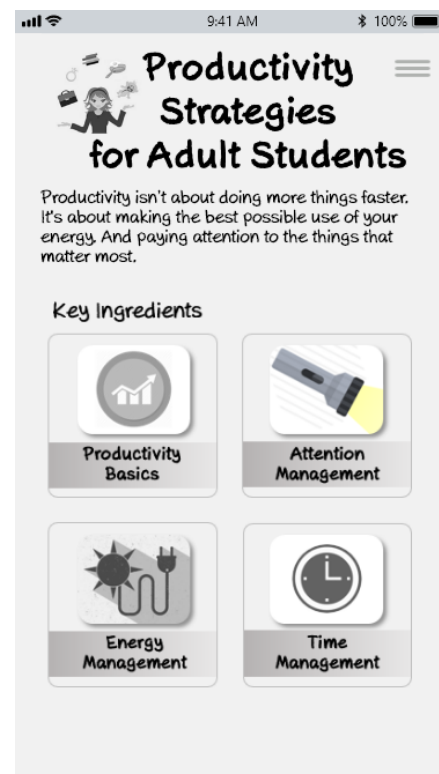 9:41 AM
100%
Productivity
Strategies
for Adult Students
Productivity isn't about doing more things faster.
It's about making the best possible use of your
energy. And paying attention to the things that
matter most.
Key Ingredients
Productivity
Basics
Attention
Management
Energy
Management
Time
Management